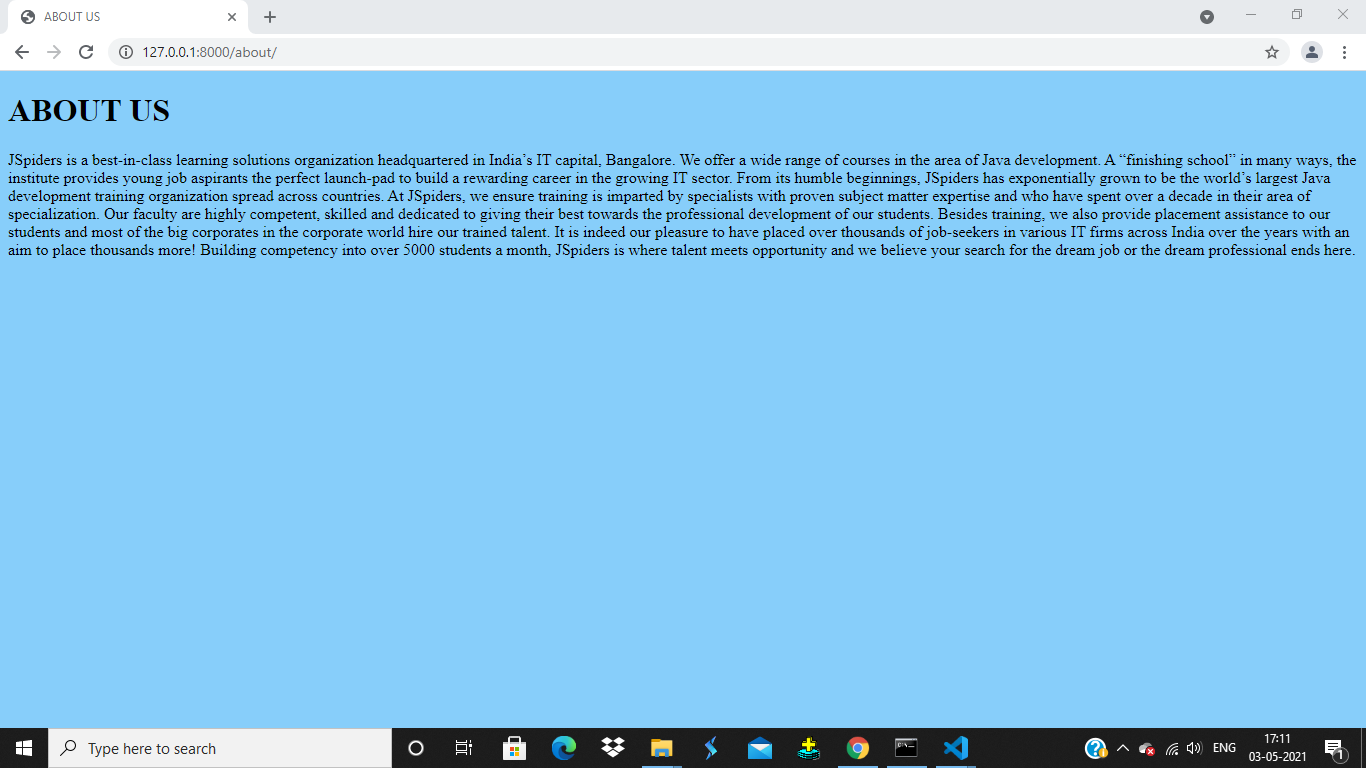 ABOUT US
127.0.0.1:8000/about/
ABOUT US
JSpiders is a best-in-class learning solutions organization headquartered in India’s IT capital, Bangalore. We offer a wide range of courses in the area of Java development. A “finishing school” in many ways, the
institute provides young job aspirants the perfect launch-pad to build a rewarding career in the growing IT sector. From its humble beginnings, JSpiders has exponentially grown to be the world’s largest Java
development training organization spread across countries. At JSpiders, we ensure training is imparted by specialists with proven subject matter expertise and who have spent over a decade in their area of
specialization. Our faculty are highly competent, skilled and dedicated to giving their best towards the professional development of our students. Besides training, we also provide placement assistance to our
students and most of the big corporates in the corporate world hire our trained talent. It is indeed our pleasure to have placed over thousands of job-seekers in various IT firms across India over the years with an
aim to place thousands more! Building competency into over 5000 students a month, JSpiders is where talent meets opportunity and we believe your search for the dream job or the dream professional ends here.
Type here to search
ENG
17:11
03-05-2021
1